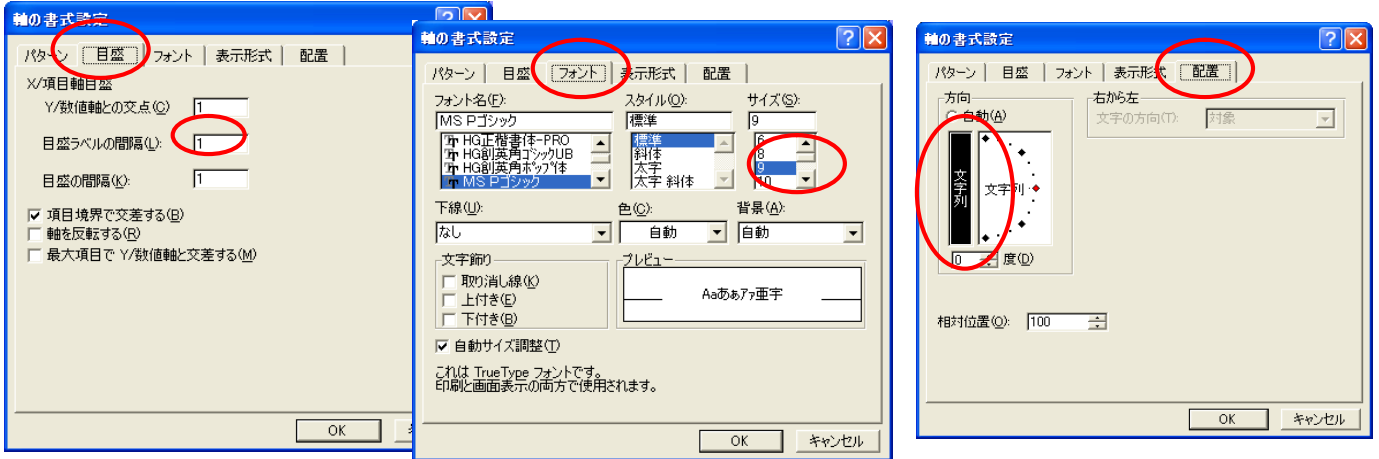 軸の書式設定
パターン 目盛 フォント 表示形式 配置
X/項目軸目盛
Y/数値軸との交点(C) 1
目盛ラベルの間隔(L): 1
目盛の間隔(K): 1
項目境界で交差する(B)
軸を反転する(R)
最大項目で Y/数値軸と交差する(M)
OK
軸の書式設定
パターン 目盛 フォント 表示形式 配置
フォント名(F): スタイル(O): サイズ(S):
MS Pゴシック 標準 9
HG正楷書体-PRO 標準 6
HG創英角ゴシックUB 斜体 8
HG創英角ポップ体 太字 9
MS Pゴシック 太字 斜体 10
下線(U): 色(C): 背景(A):
なし 自動 自動
文字飾り プレビュー
取り消し線(K)
上付き(E) Aaあぁアァ亜宇
下付き(B)
自動サイズ調整(T)
これは TrueType フォントです。
印刷と画面表示の両方で使用されます。
OK キャンセル
軸の書式設定
パターン 目盛 フォント 表示形式 配置
方向 右から左
自動(A) 文字の方向(T): 対象
文字列 文字列
0 度(D)
相対位置(O): 100
OK キャンセル